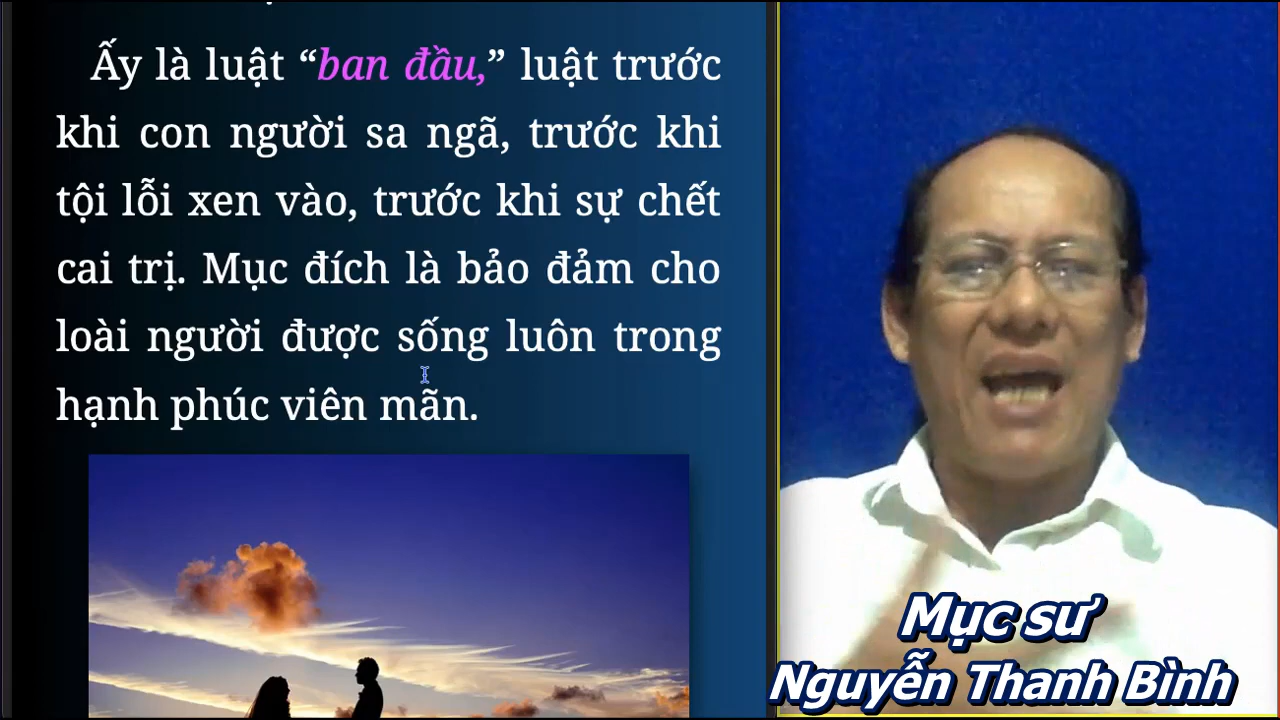 Ấy là luật “ban đầu,” luật trước
khi con người sa ngã, trước khi
tội lỗi xen vào, trước khi sự chết
cai trị. Mục đích là bảo đảm cho
loài người được sống luôn trong
hạnh phúc viên mãn.
Mục sư
Nguyễn Thanh Bình